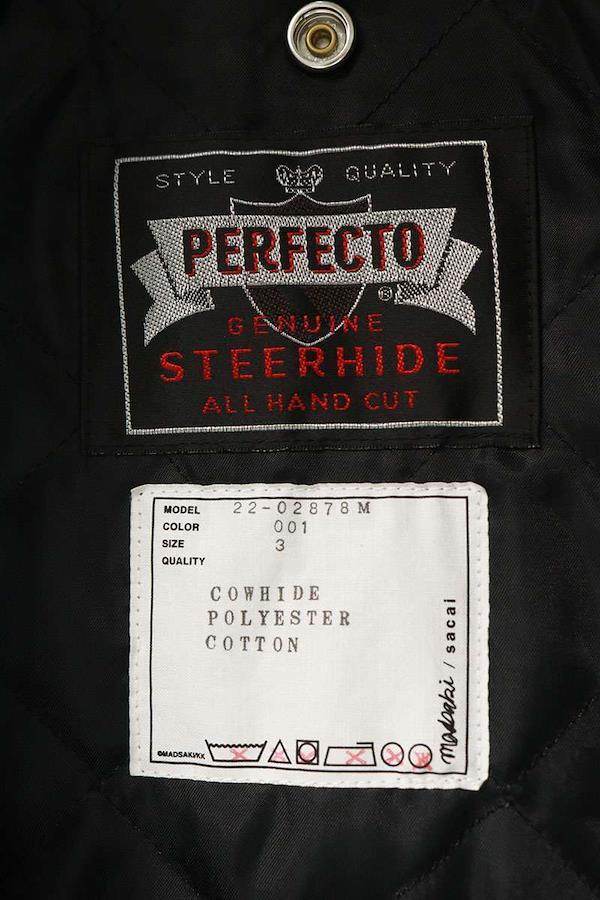 STYLE QUALITY
PERFECTO
®
GENUINE
STEERHIDE
ALL HAND CUT
MODEL 22-02878M
COLOR 001
SIZE 3
QUALITY
COWHIDE
POLYESTER
COTTON
madsaki / sacai
©MADSAKI/KK